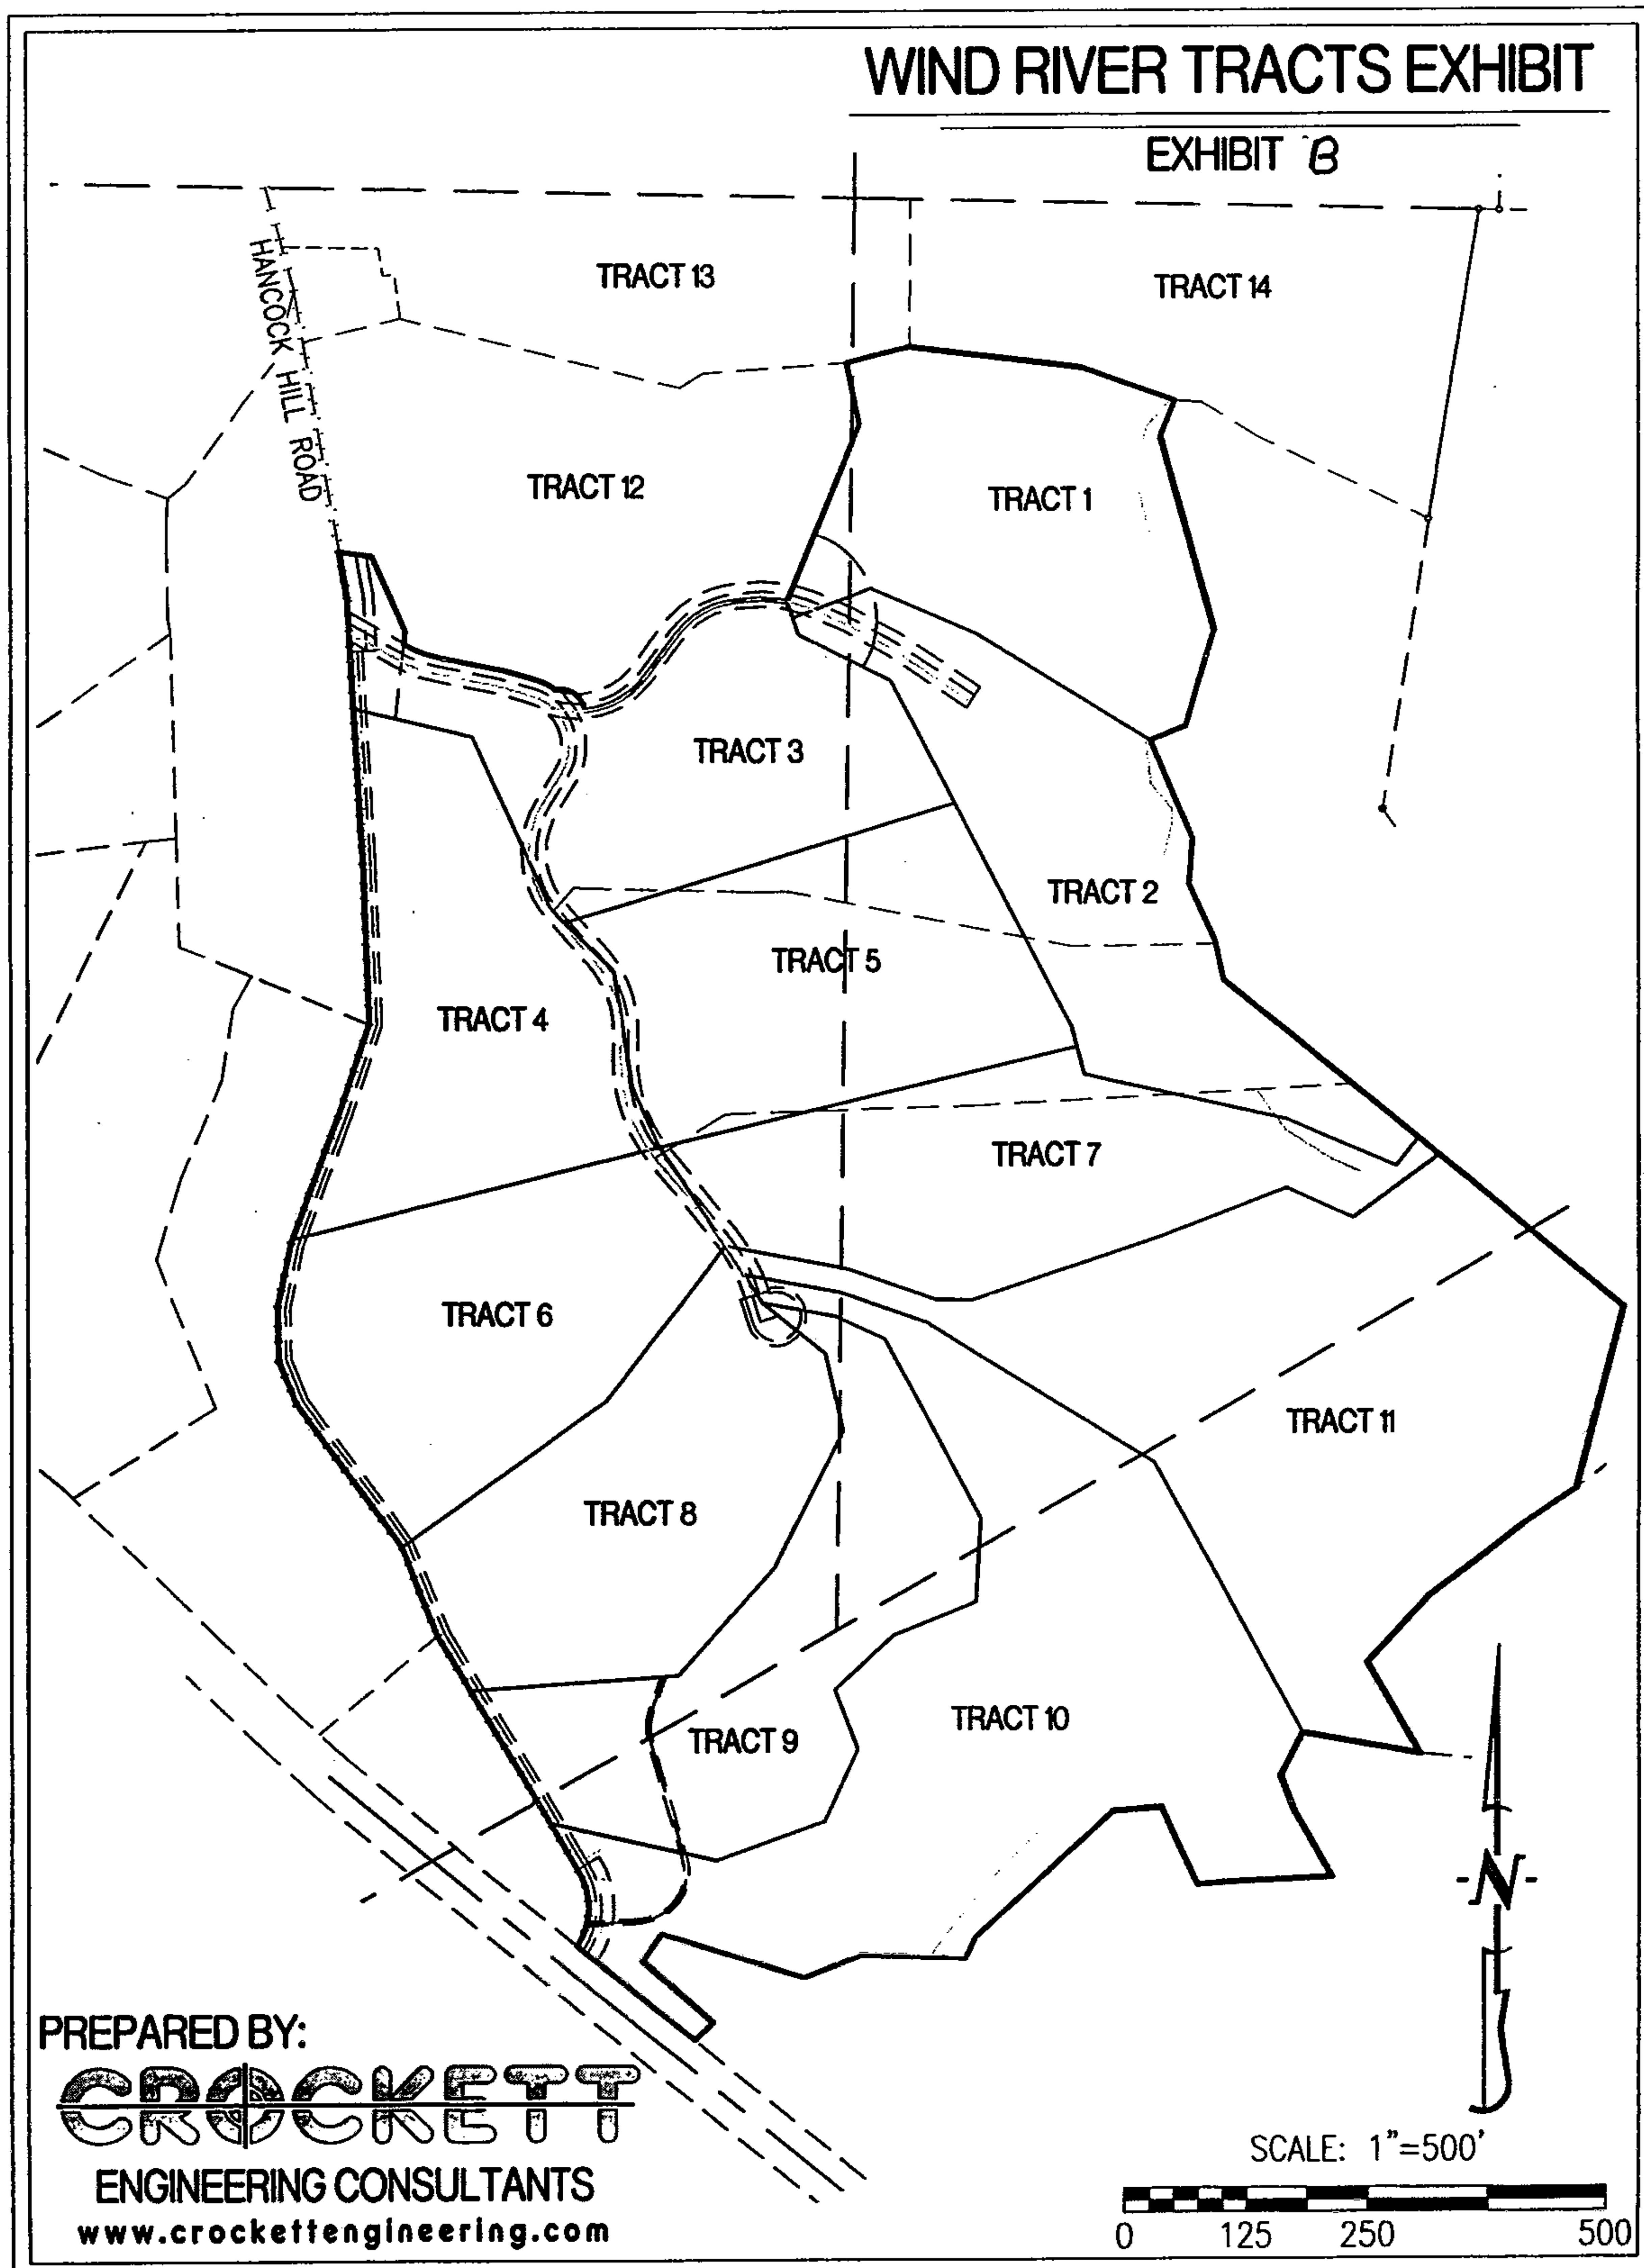 WIND RIVER TRACTS EXHIBIT
EXHIBIT B
HANCOCK HILL ROAD
TRACT 13
TRACT 14
TRACT 12
TRACT 1
TRACT 3
TRACT 2
TRACT 5
TRACT 4
TRACT 7
TRACT 6
TRACT 11
TRACT 8
TRACT 10
TRACT 9
N
PREPARED BY:
CROCKETT
ENGINEERING CONSULTANTS
www.crockettengineering.com
SCALE: 1"=500'
0 125 250 500